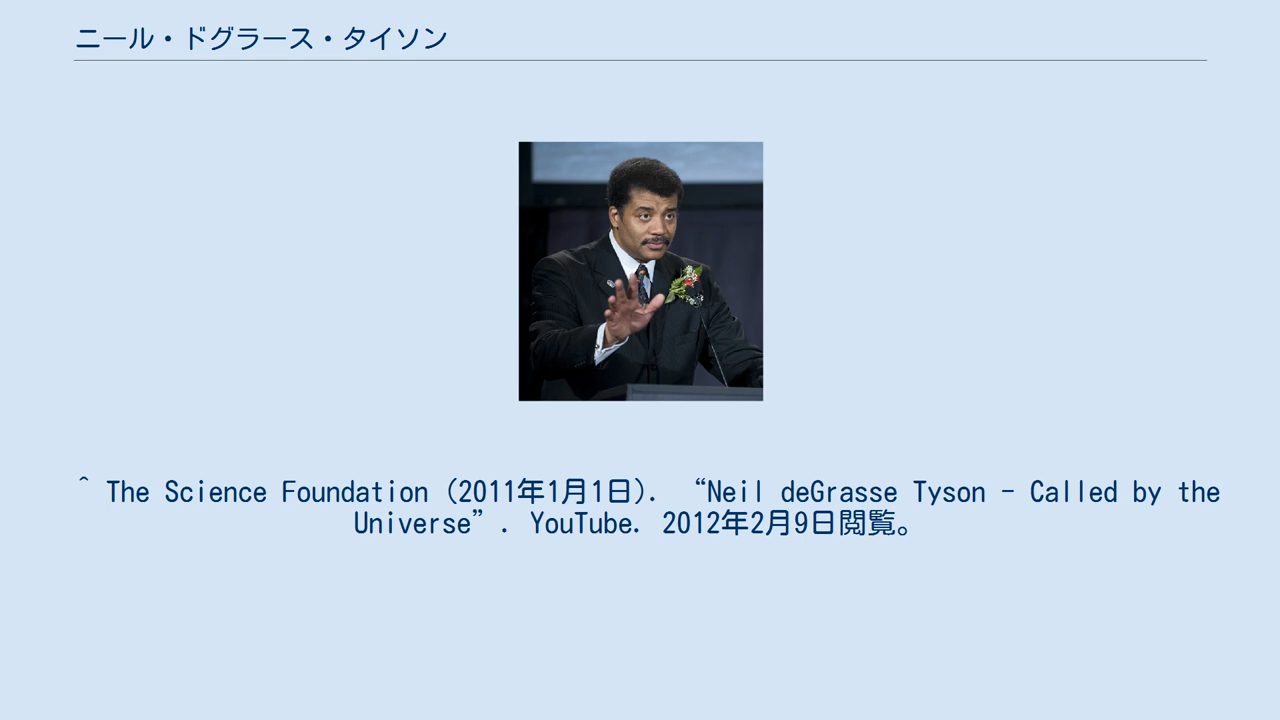 ニール・ドグラース・タイソン
^ The Science Foundation (2011年1月1日). “Neil deGrasse Tyson - Called by the
Universe”. YouTube. 2012年2月9日閲覧。